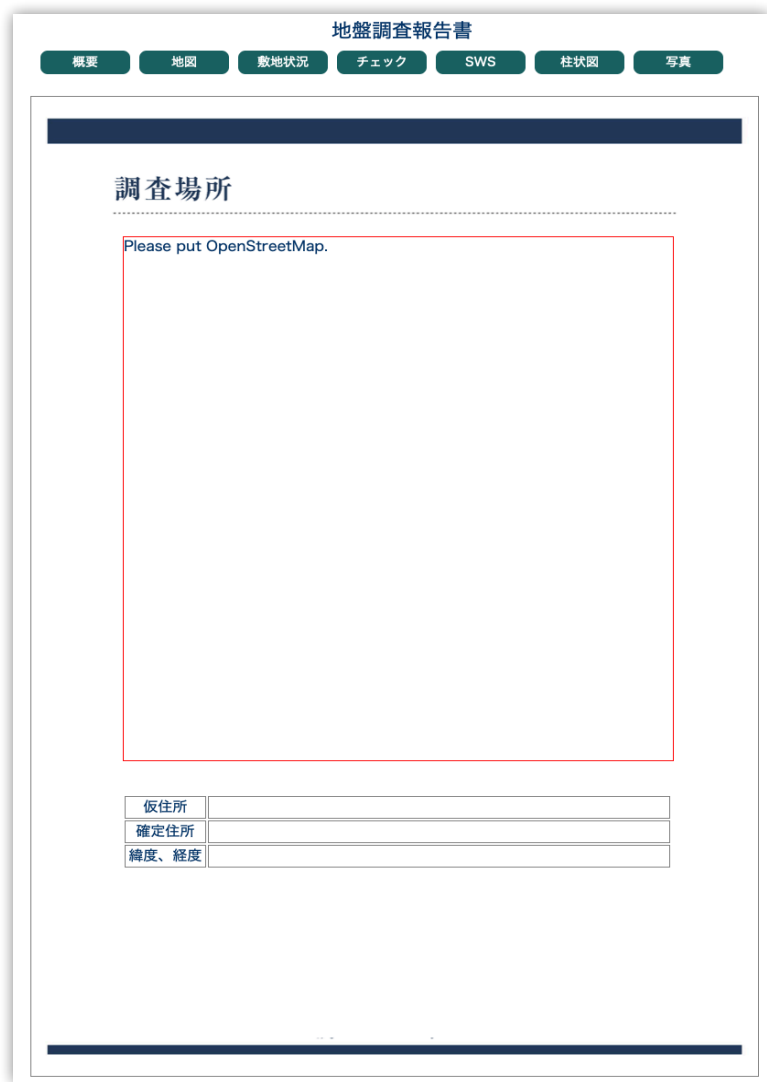 地盤調査報告書
概要 地図 敷地状況 チェック SWS 柱状図 写真
調査場所
Please put OpenStreetMap.
仮住所
確定住所
緯度、経度